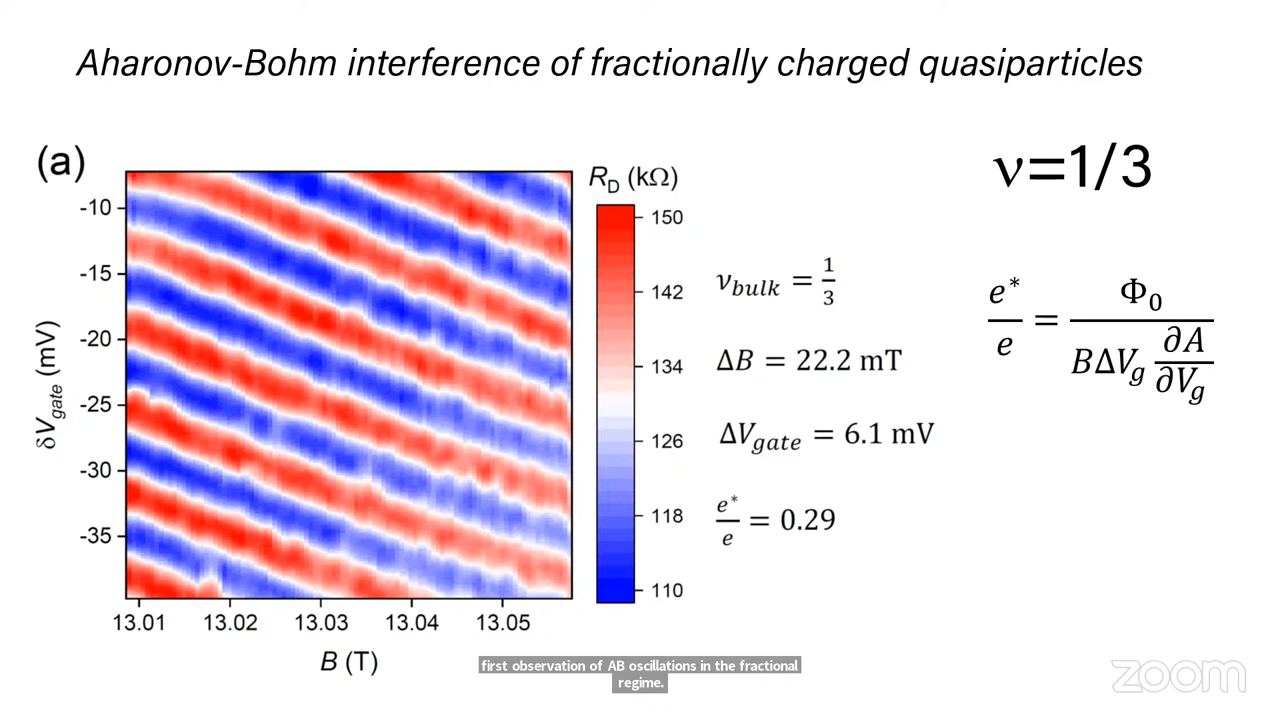 Aharonov-Bohm interference of fractionally charged quasiparticles
(a)
R_D (kΩ)
150
142
134
126
118
110
-10
-15
-20
-25
-30
-35
δV_gate (mV)
13.01 13.02 13.03 13.04 13.05
B (T)
ν_bulk = 1/3
ΔB = 22.2 mT
ΔV_gate = 6.1 mV
e*/e = 0.29
ν=1/3
e*/e = Φ_0 / (BΔV_g ∂A/∂V_g)
first observation of AB oscillations in the fractional
regime.
zoom